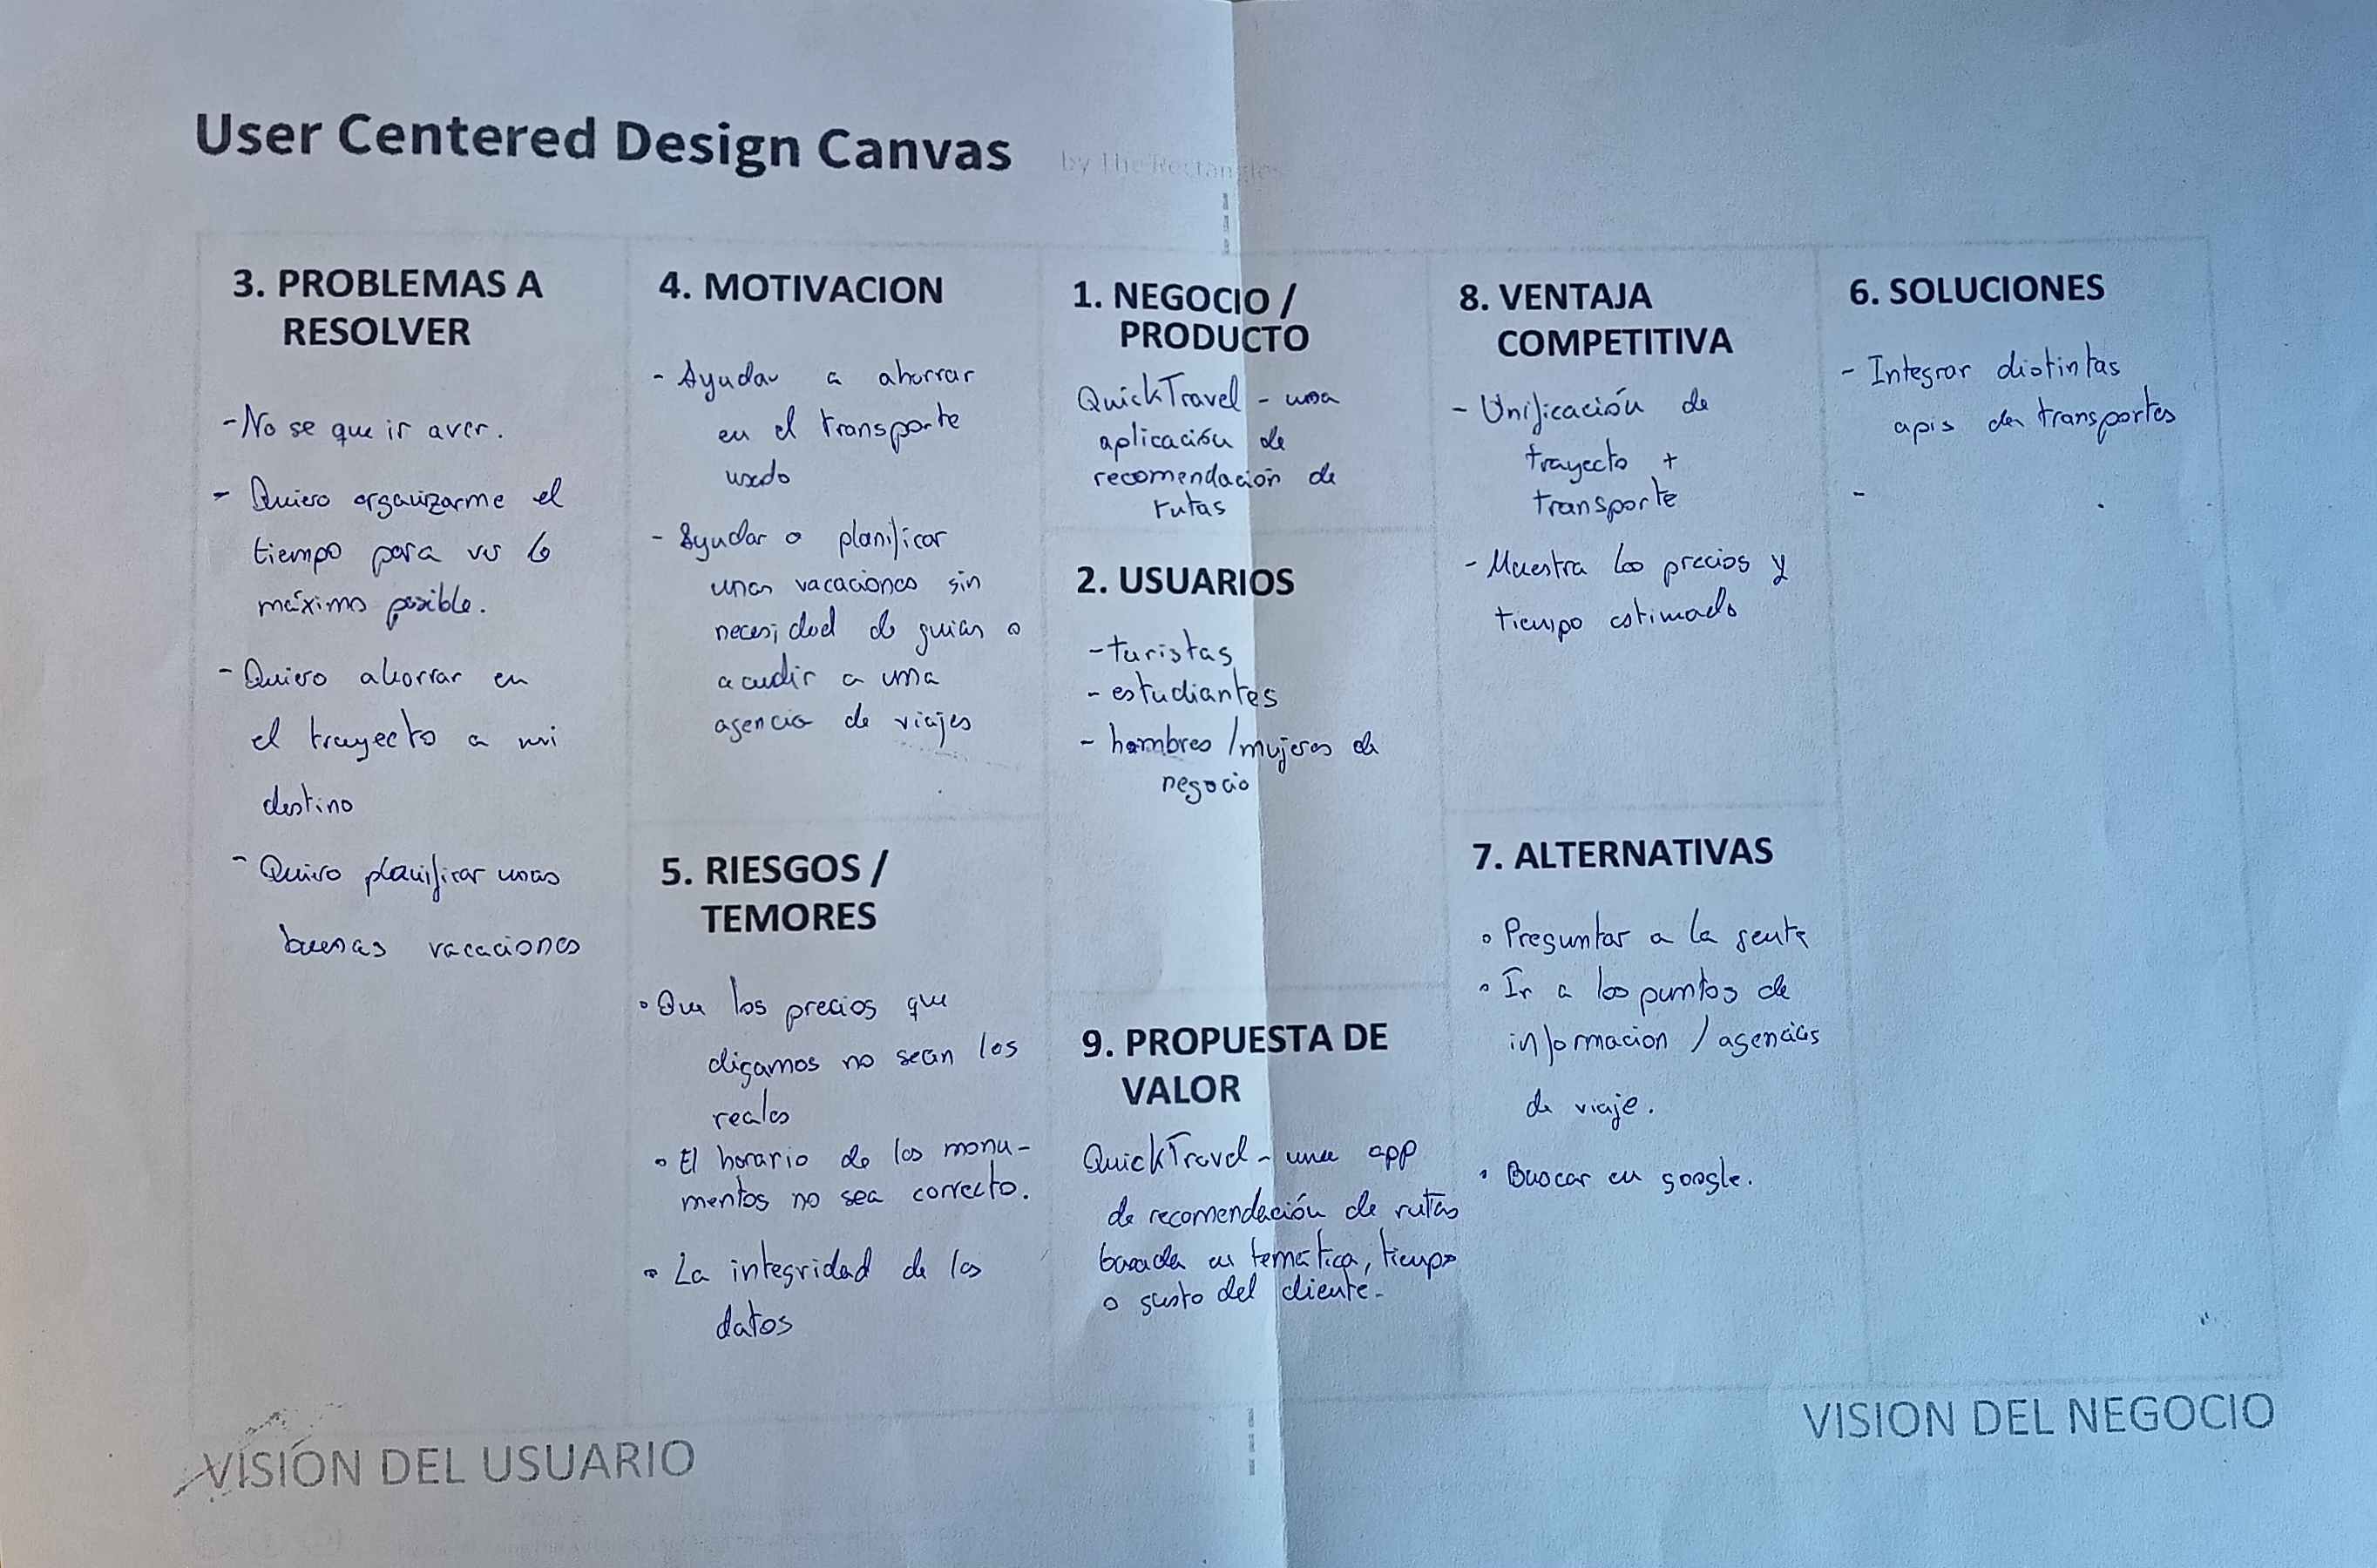 User Centered Design Canvas
by The Rectangles
3. PROBLEMAS A
RESOLVER
-No se que ir aver.
- Quiero organizarme el
tiempo para ver lo
máximo posible.
- Quiero ahorrar en
el trayecto a mi
destino
- Quiero planificar unas
buenas vacaciones
4. MOTIVACION
- Ayudar a ahorrar
en el transporte
usado
- Ayudar a planificar
unas vacaciones sin
necesidad de guias o
acudir a una
agencia de viajes
5. RIESGOS /
TEMORES
• Que los precios que
digamos no sean los
reales
• El horario de los monu-
mentos no sea correcto.
• La integridad de los
datos
1. NEGOCIO /
PRODUCTO
QuickTravel - una
aplicación de
recomendación de
rutas
2. USUARIOS
- turistas
- estudiantes
- hombres / mujeres de
negocio
9. PROPUESTA DE
VALOR
QuickTravel - una app
de recomendación de rutas
basada en temática, tiempo
o gusto del cliente.
8. VENTAJA
COMPETITIVA
- Unificación de
trayecto +
transporte
- Muestra los precios y
tiempo estimado
7. ALTERNATIVAS
• Preguntar a la gente
• Ir a los puntos de
informacion / agencias
de viaje.
• Buscar en google.
6. SOLUCIONES
- Integrar distintas
apis de transportes
-
VISIÓN DEL USUARIO
VISION DEL NEGOCIO